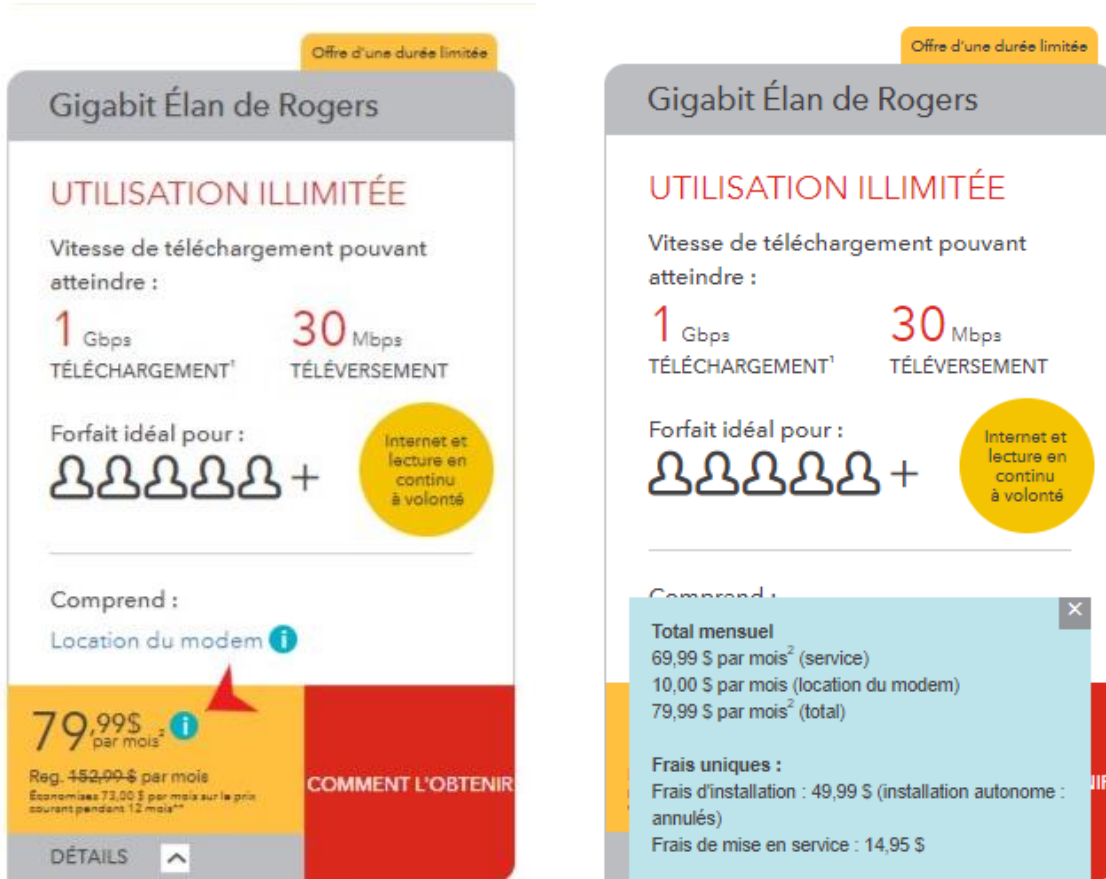 Offre d'une durée limitée
Gigabit Élan de Rogers
UTILISATION ILLIMITÉE
Vitesse de téléchargement pouvant
atteindre :
1 Gbps
TÉLÉCHARGEMENT¹
30 Mbps
TÉLÉVERSEMENT
Forfait idéal pour :
+
Internet et
lecture en
continu
à volonté
Comprend :
Location du modem i
79,99$
par mois² i
Reg. 152,99 $ par mois
Économisez 73,00 $ par mois sur le prix
courant pendant 12 mois**
COMMENT L'OBTENIR
DÉTAILS
Offre d'une durée limitée
Gigabit Élan de Rogers
UTILISATION ILLIMITÉE
Vitesse de téléchargement pouvant
atteindre :
1 Gbps
TÉLÉCHARGEMENT¹
30 Mbps
TÉLÉVERSEMENT
Forfait idéal pour :
+
Internet et
lecture en
continu
à volonté
Comprend :
Total mensuel
69,99 $ par mois² (service)
10,00 $ par mois (location du modem)
79,99 $ par mois² (total)
Frais uniques :
Frais d'installation : 49,99 $ (installation autonome :
annulés)
Frais de mise en service : 14,95 $